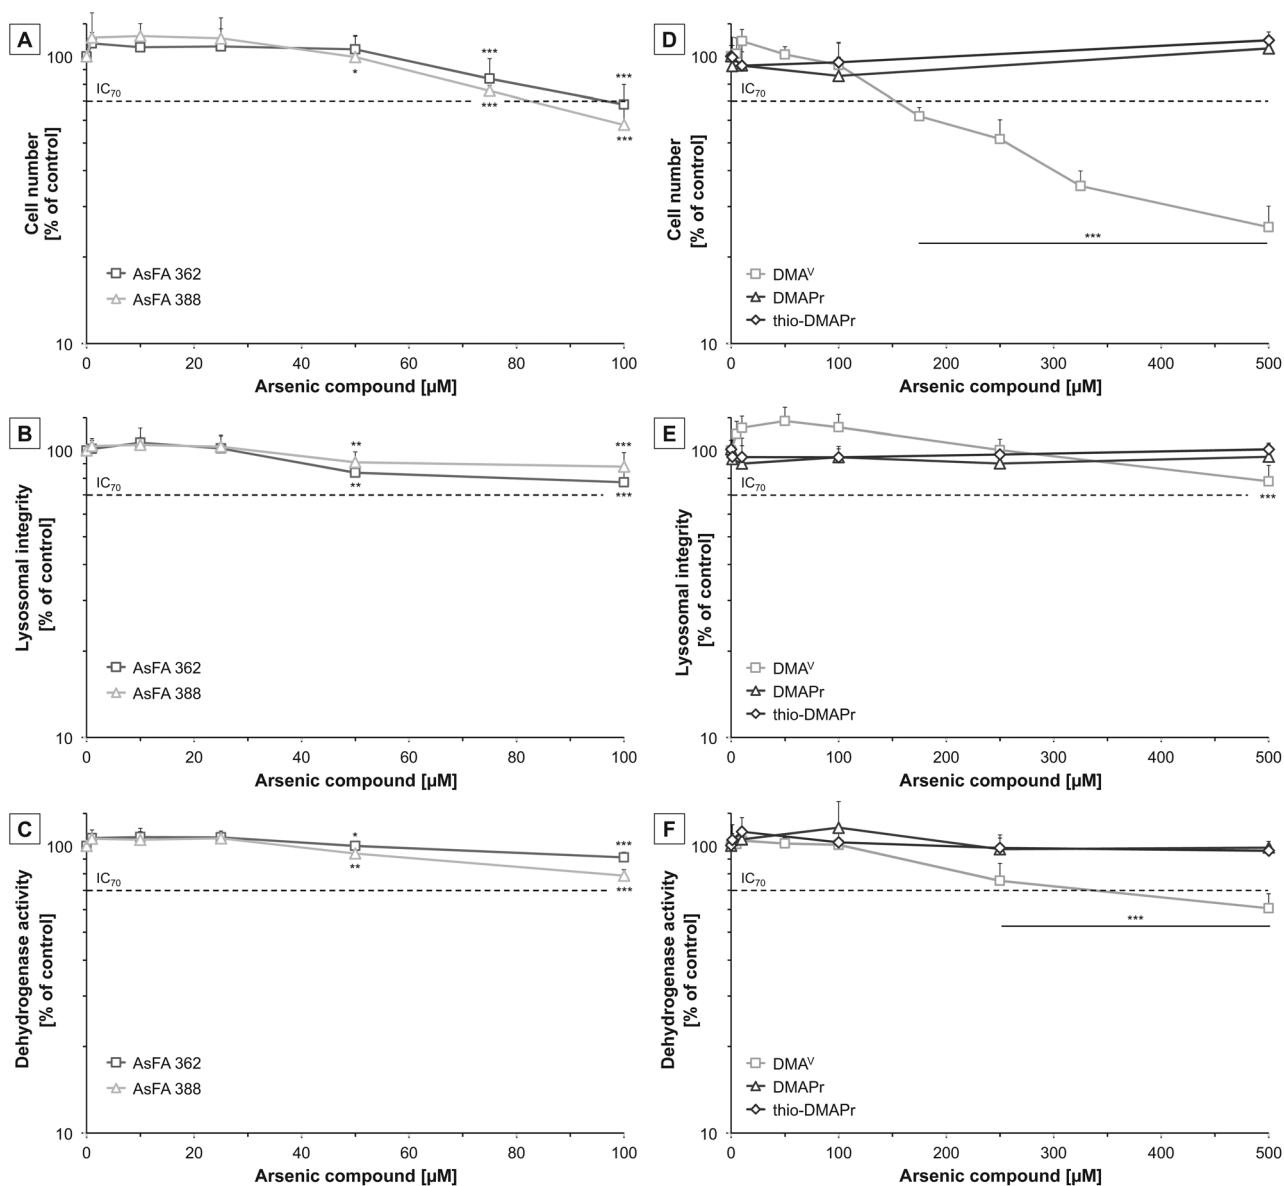 A
100
10
Cell number
[% of control]
IC70
***
***
*
***
***
AsFA 362
AsFA 388
0
20
40
60
80
100
Arsenic compound [µM]
D
100
10
Cell number
[% of control]
IC70
***
DMAV
DMAPr
thio-DMAPr
0
100
200
300
400
500
Arsenic compound [µM]
B
100
10
Lysosomal integrity
[% of control]
IC70
**
***
**
***
AsFA 362
AsFA 388
0
20
40
60
80
100
Arsenic compound [µM]
E
100
10
Lysosomal integrity
[% of control]
IC70
***
DMAV
DMAPr
thio-DMAPr
0
100
200
300
400
500
Arsenic compound [µM]
C
100
10
Dehydrogenase activity
[% of control]
IC70
*
***
**
***
AsFA 362
AsFA 388
0
20
40
60
80
100
Arsenic compound [µM]
F
100
10
Dehydrogenase activity
[% of control]
IC70
***
DMAV
DMAPr
thio-DMAPr
0
100
200
300
400
500
Arsenic compound [µM]